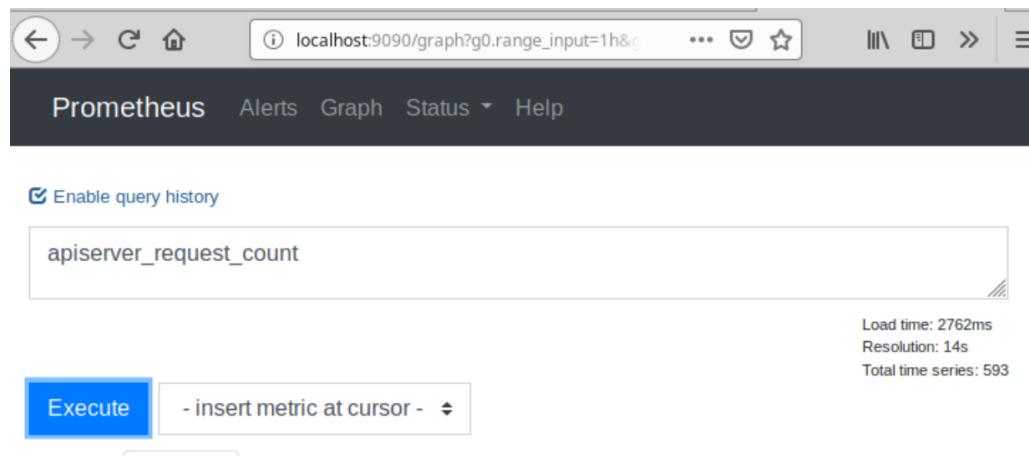 localhost:9090/graph?g0.range_input=1h&
Prometheus Alerts Graph Status Help
Enable query history
apiserver_request_count
Load time: 2762ms
Resolution: 14s
Total time series: 593
Execute - insert metric at cursor -